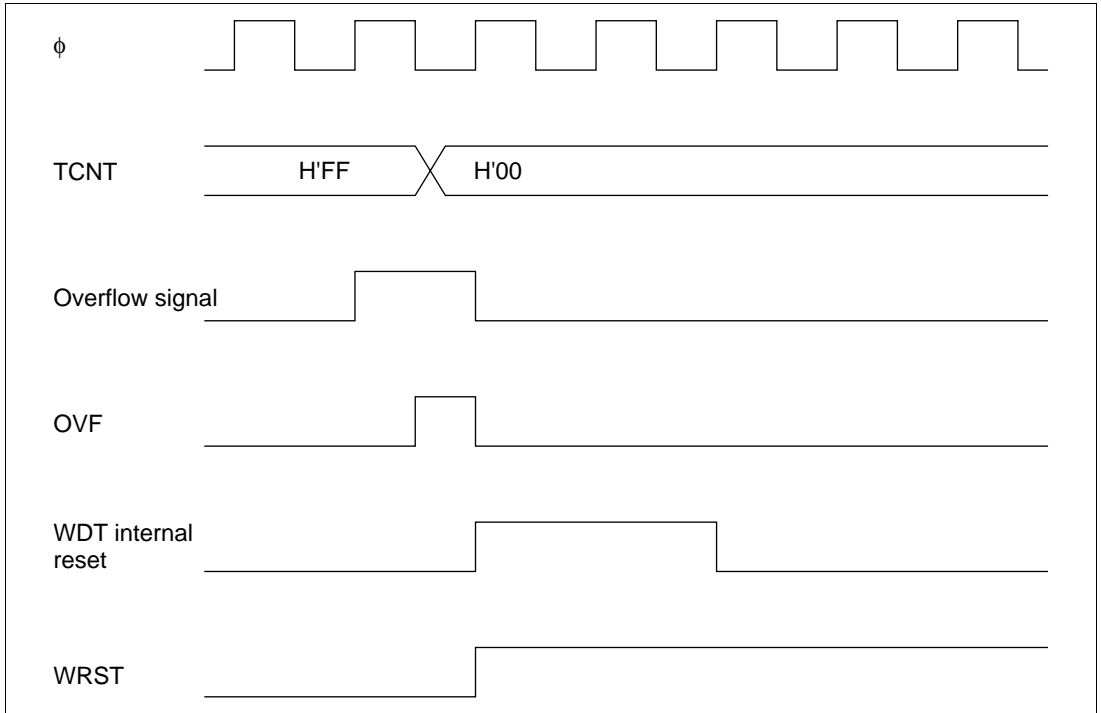 ϕ
TCNT
H'FF
H'00
Overflow signal
OVF
WDT internal
reset
WRST